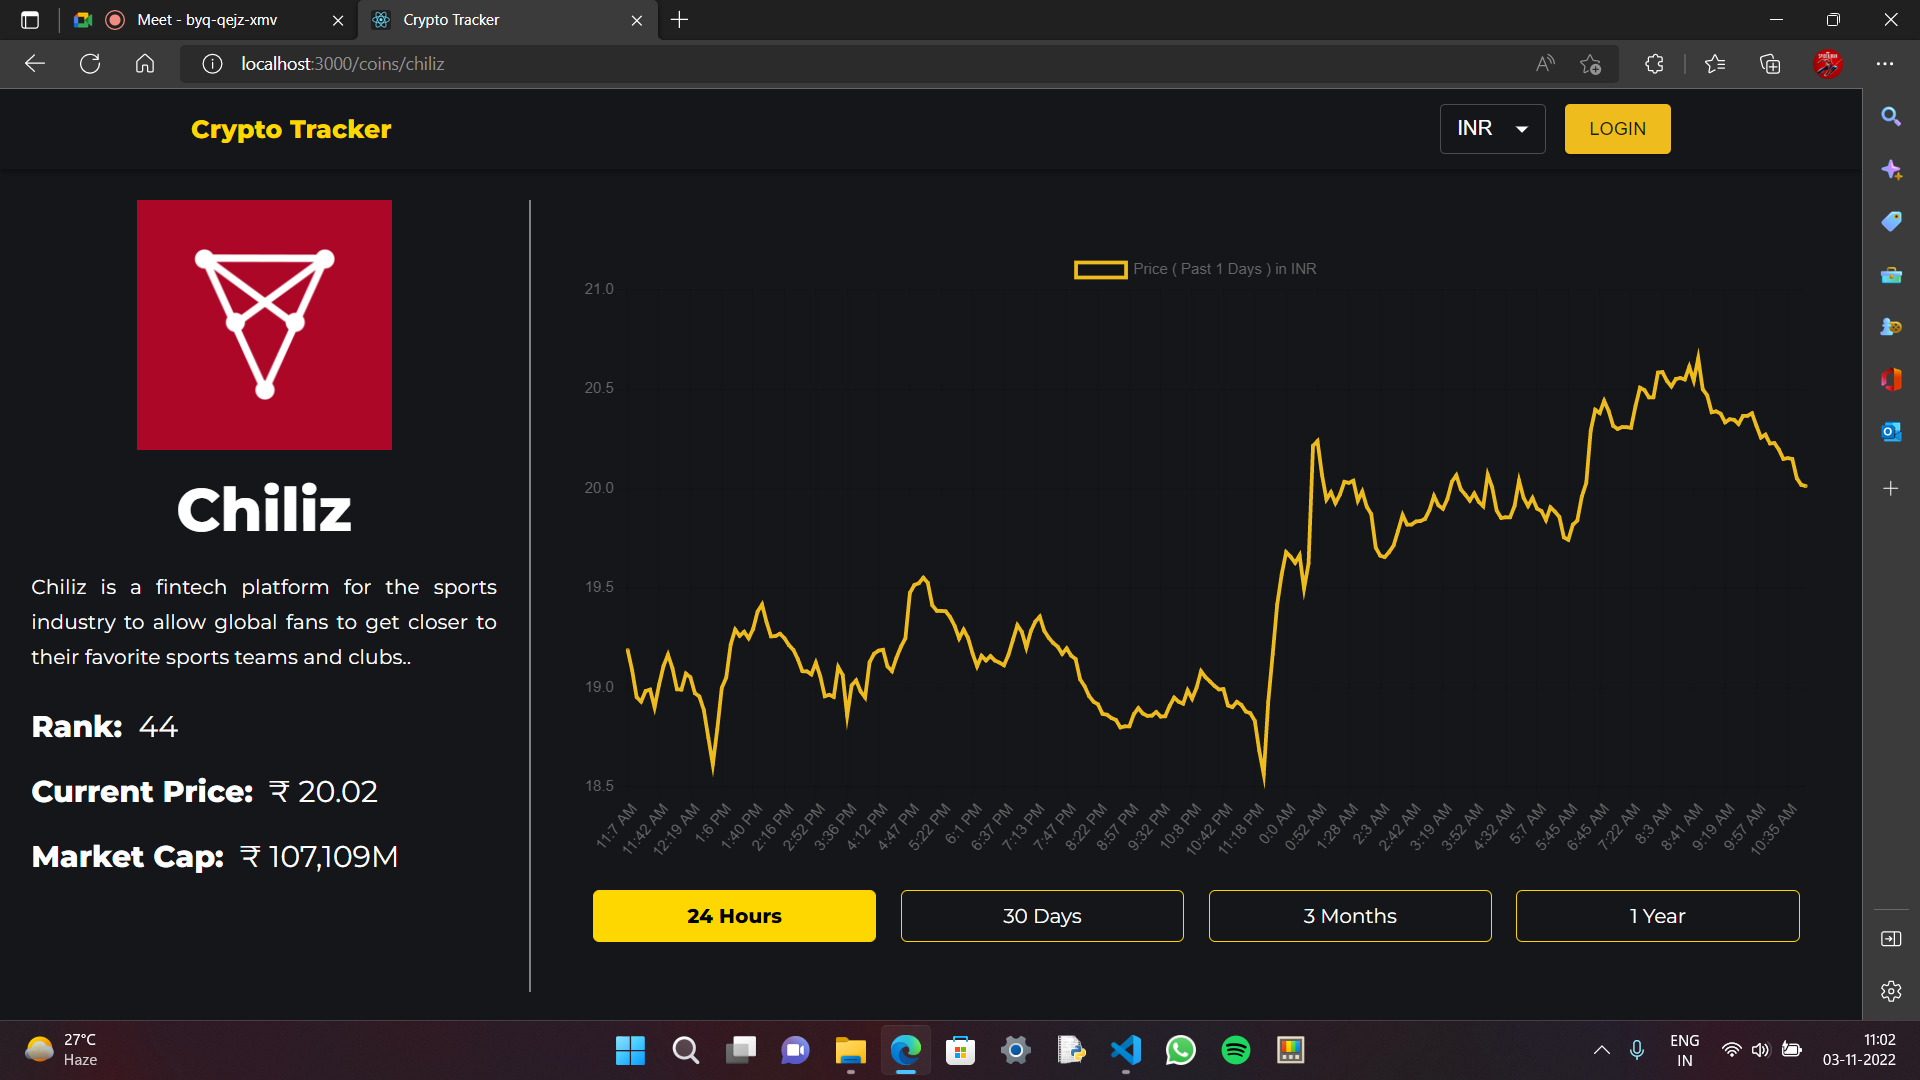 Meet - byq-qejz-xmv
Crypto Tracker
localhost:3000/coins/chiliz
Crypto Tracker
INR
LOGIN
Chiliz
Chiliz is a fintech platform for the sports
industry to allow global fans to get closer to
their favorite sports teams and clubs..
Rank: 44
Current Price: ₹ 20.02
Market Cap: ₹ 107,109M
Price ( Past 1 Days ) in INR
21.0
20.5
20.0
19.5
19.0
18.5
11:7 AM
11:42 AM
12:19 AM
1:6 PM
1:40 PM
2:16 PM
2:52 PM
3:36 PM
4:12 PM
4:47 PM
5:22 PM
6:1 PM
6:37 PM
7:13 PM
7:47 PM
8:22 PM
8:57 PM
9:32 PM
10:8 PM
10:42 PM
11:18 PM
0:0 AM
0:52 AM
1:28 AM
2:3 AM
2:42 AM
3:19 AM
3:52 AM
4:32 AM
5:7 AM
5:45 AM
6:45 AM
7:22 AM
8:3 AM
8:41 AM
9:19 AM
9:57 AM
10:35 AM
24 Hours
30 Days
3 Months
1 Year
27°C
Haze
ENG
IN
11:02
03-11-2022